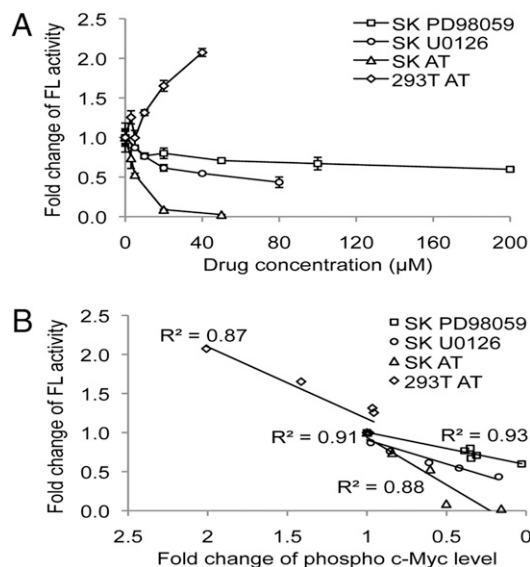 A
Fold change of FL activity
2.5
2.0
1.5
1.0
0.5
0.0
SK PD98059
SK U0126
SK AT
293T AT
0 40 80 120 160 200
Drug concentration (µM)
B
Fold change of FL activity
2.5
2.0
1.5
1.0
0.5
0.0
SK PD98059
SK U0126
SK AT
293T AT
R² = 0.87
R² = 0.91
R² = 0.93
R² = 0.88
2.5 2 1.5 1 0.5 0
Fold change of phospho c-Myc level